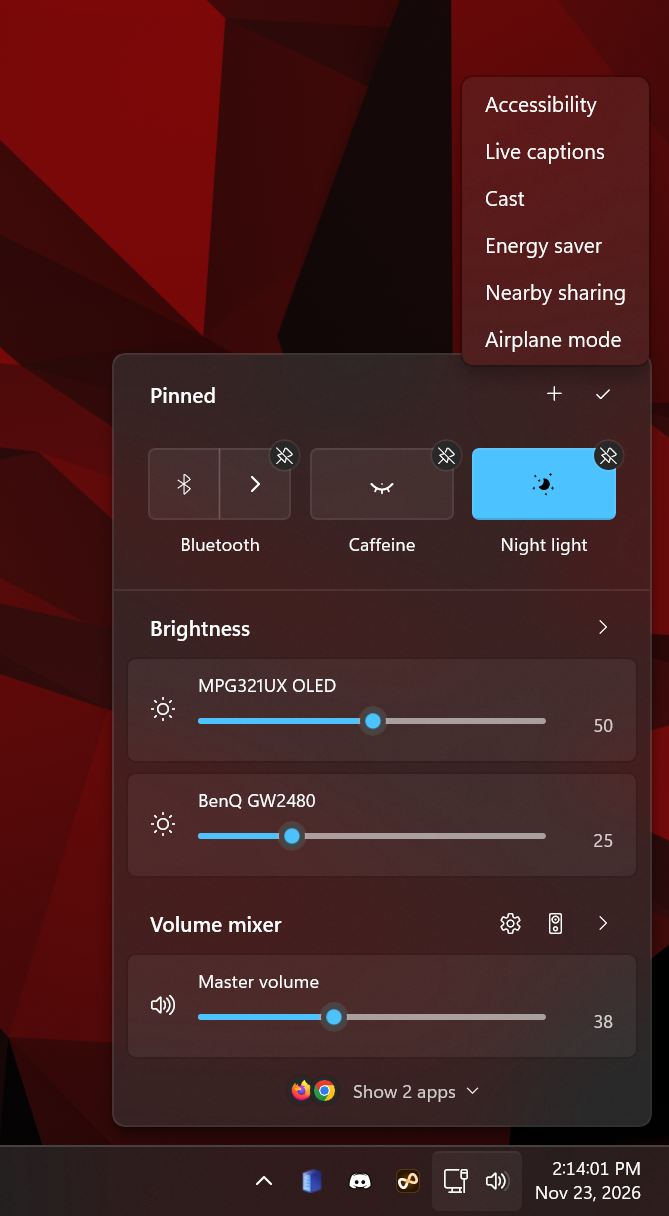 Accessibility
Live captions
Cast
Energy saver
Nearby sharing
Airplane mode
Pinned
Bluetooth
Caffeine
Night light
Brightness
MPG321UX OLED
50
BenQ GW2480
25
Volume mixer
Master volume
38
Show 2 apps
2:14:01 PM
Nov 23, 2026